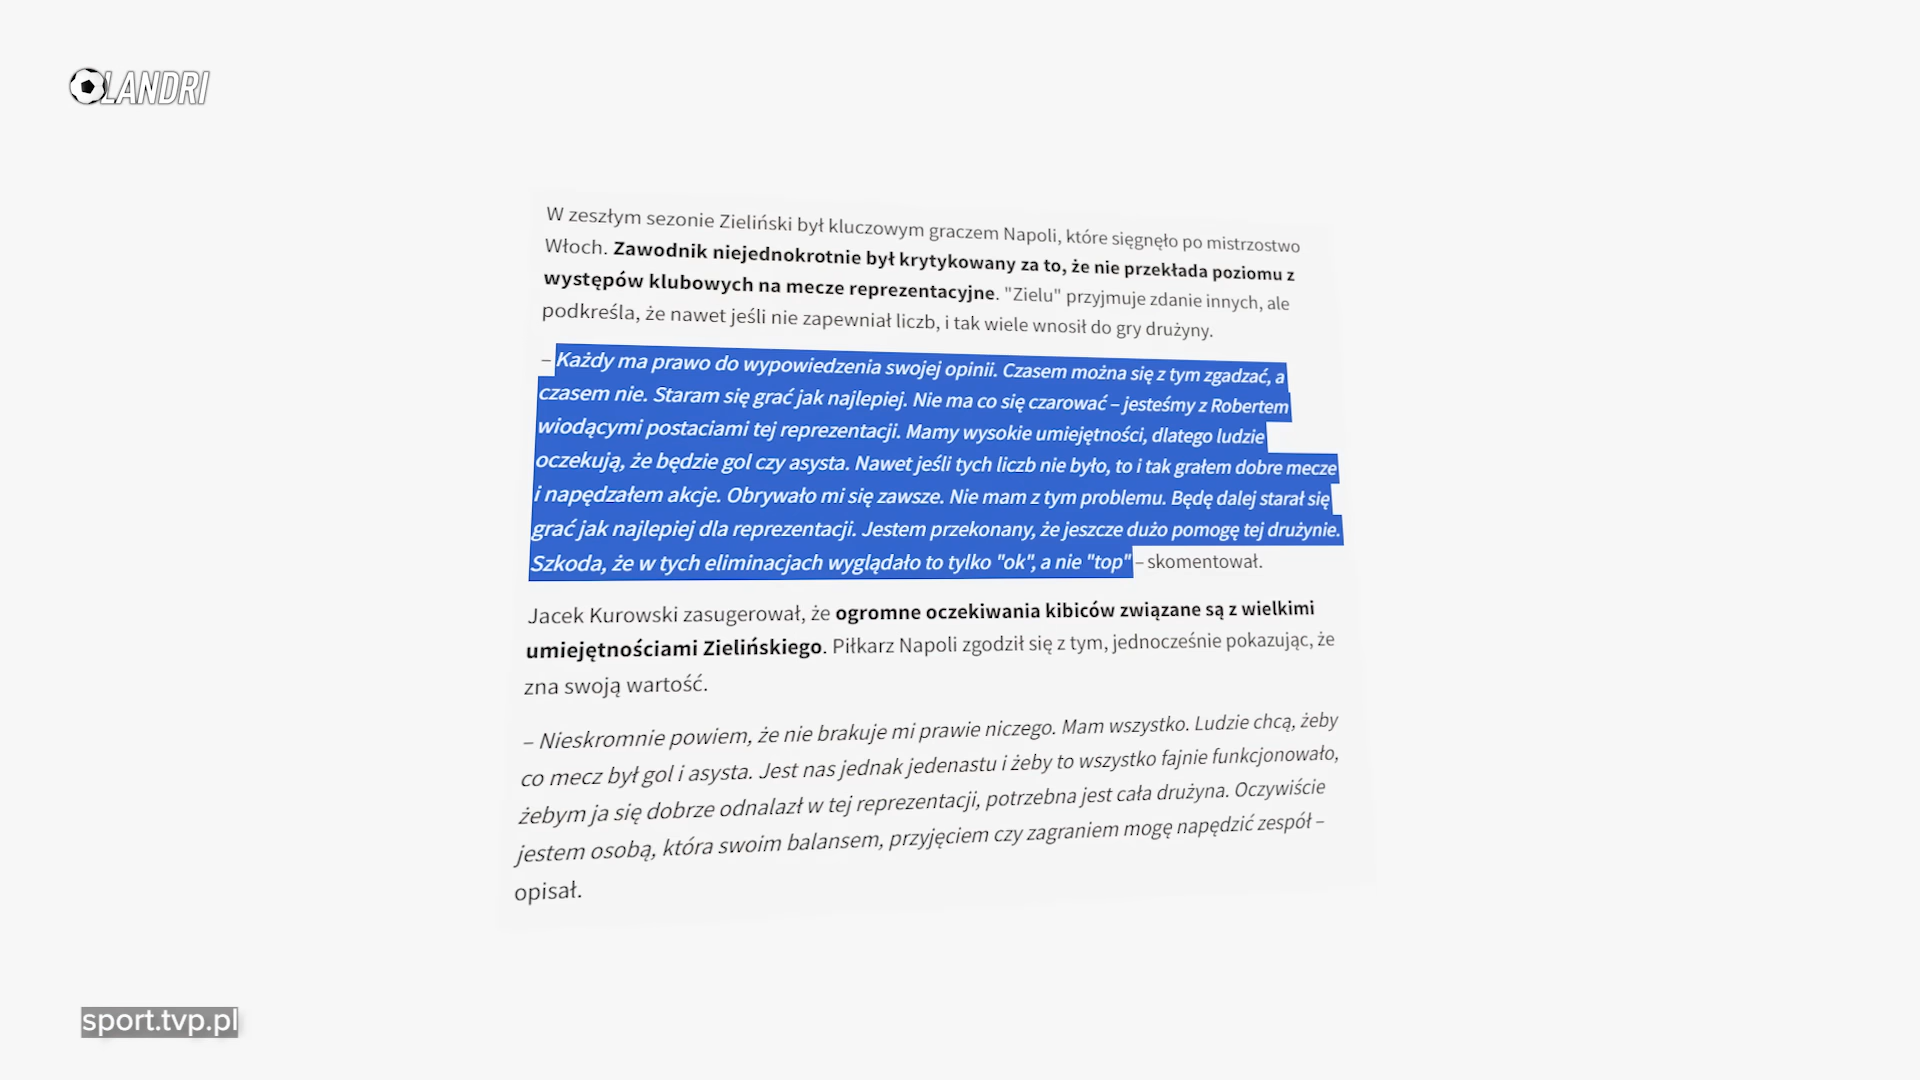 LANDRI
W zeszłym sezonie Zieliński był kluczowym graczem Napoli, które sięgnęło po mistrzostwo
Włoch. Zawodnik niejednokrotnie był krytykowany za to, że nie przekłada poziomu z
występów klubowych na mecze reprezentacyjne. "Zielu" przyjmuje zdanie innych, ale
podkreśla, że nawet jeśli nie zapewniał liczb, i tak wiele wnosił do gry drużyny.
– Każdy ma prawo do wypowiedzenia swojej opinii. Czasem można się z tym zgadzać, a
czasem nie. Staram się grać jak najlepiej. Nie ma co się czarować – jesteśmy z Robertem
wiodącymi postaciami tej reprezentacji. Mamy wysokie umiejętności, dlatego ludzie
oczekują, że będzie gol czy asysta. Nawet jeśli tych liczb nie było, to i tak grałem dobre mecze
i napędzałem akcje. Obrywało mi się zawsze. Nie mam z tym problemu. Będę dalej starał się
grać jak najlepiej dla reprezentacji. Jestem przekonany, że jeszcze dużo pomogę tej drużynie.
Szkoda, że w tych eliminacjach wyglądało to tylko "ok", a nie "top" – skomentował.
Jacek Kurowski zasugerował, że ogromne oczekiwania kibiców związane są z wielkimi
umiejętnościami Zielińskiego. Piłkarz Napoli zgodził się z tym, jednocześnie pokazując, że
zna swoją wartość.
– Nieskromnie powiem, że nie brakuje mi prawie niczego. Mam wszystko. Ludzie chcą, żeby
co mecz był gol i asysta. Jest nas jednak jedenastu i żeby to wszystko fajnie funkcjonowało,
żebym ja się dobrze odnalazł w tej reprezentacji, potrzebna jest cała drużyna. Oczywiście
jestem osobą, która swoim balansem, przyjęciem czy zagraniem mogę napędzić zespół –
opisał.
sport.tvp.pl